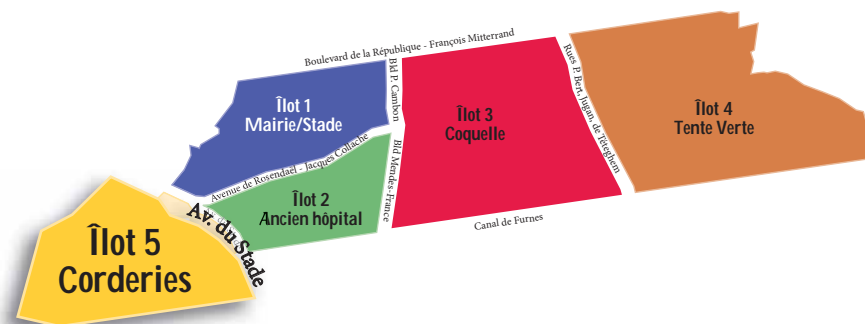 Boulevard de la République - François Mitterrand
Îlot 1
Mairie/Stade
Bld P. Cambon
Îlot 3
Coquelle
Rues P. Bert, Jugan, de Téteghem
Îlot 4
Tente Verte
Avenue de Rosendaël - Jacques Collache
Îlot 2
Ancien hôpital
Bld Mendes-France
Canal de Furnes
Av. du Stade
Îlot 5
Corderies